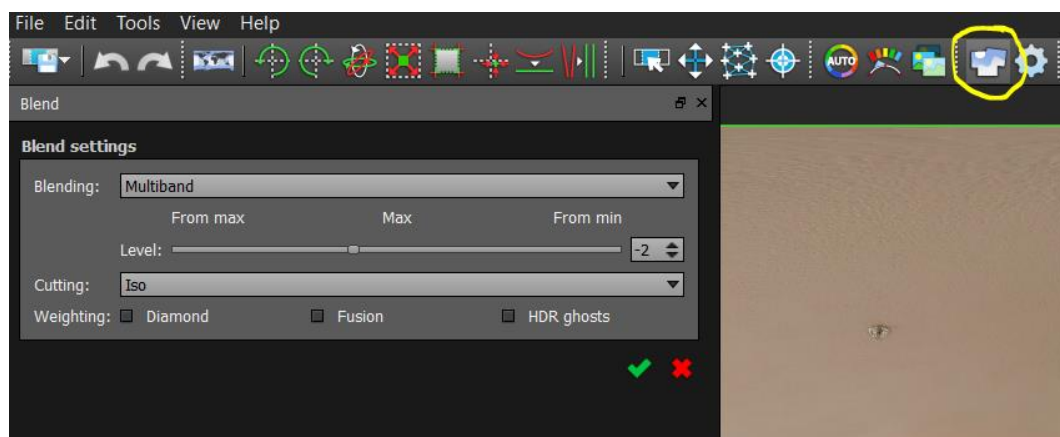 File Edit Tools View Help
AUTO
Blend
Blend settings
Blending: Multiband
From max Max From min
Level: -2
Cutting: Iso
Weighting: Diamond Fusion HDR ghosts